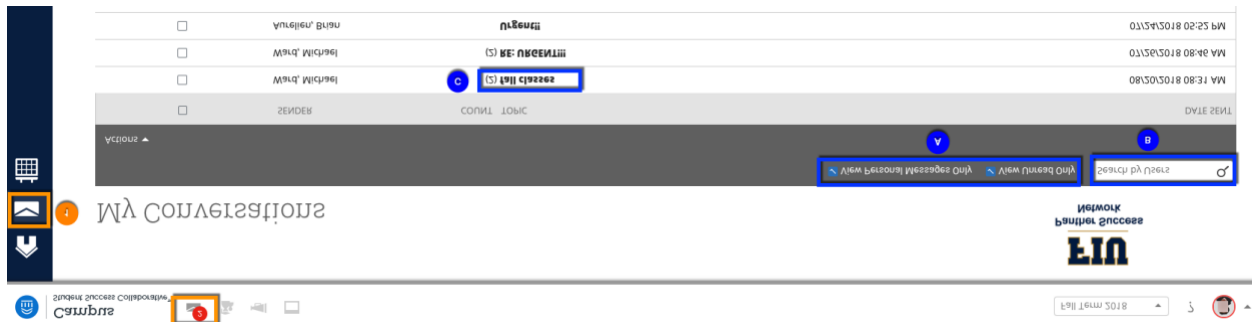 Campus
Student Success Collaborative
2
Fall Term 2018
?
FIU
Panther Success
Network
1
My Conversations
View Personal Messages Only
View Unread Only
Search by Users
Actions
A
B
SENDER COUNT TOPIC DATE SENT
Ward, Michael C (2) fall classes 08/20/2018 08:31 AM
Ward, Michael (2) RE: URGENT!!! 07/26/2018 08:46 AM
Aurelien, Brian Urgent!! 07/24/2018 05:52 PM